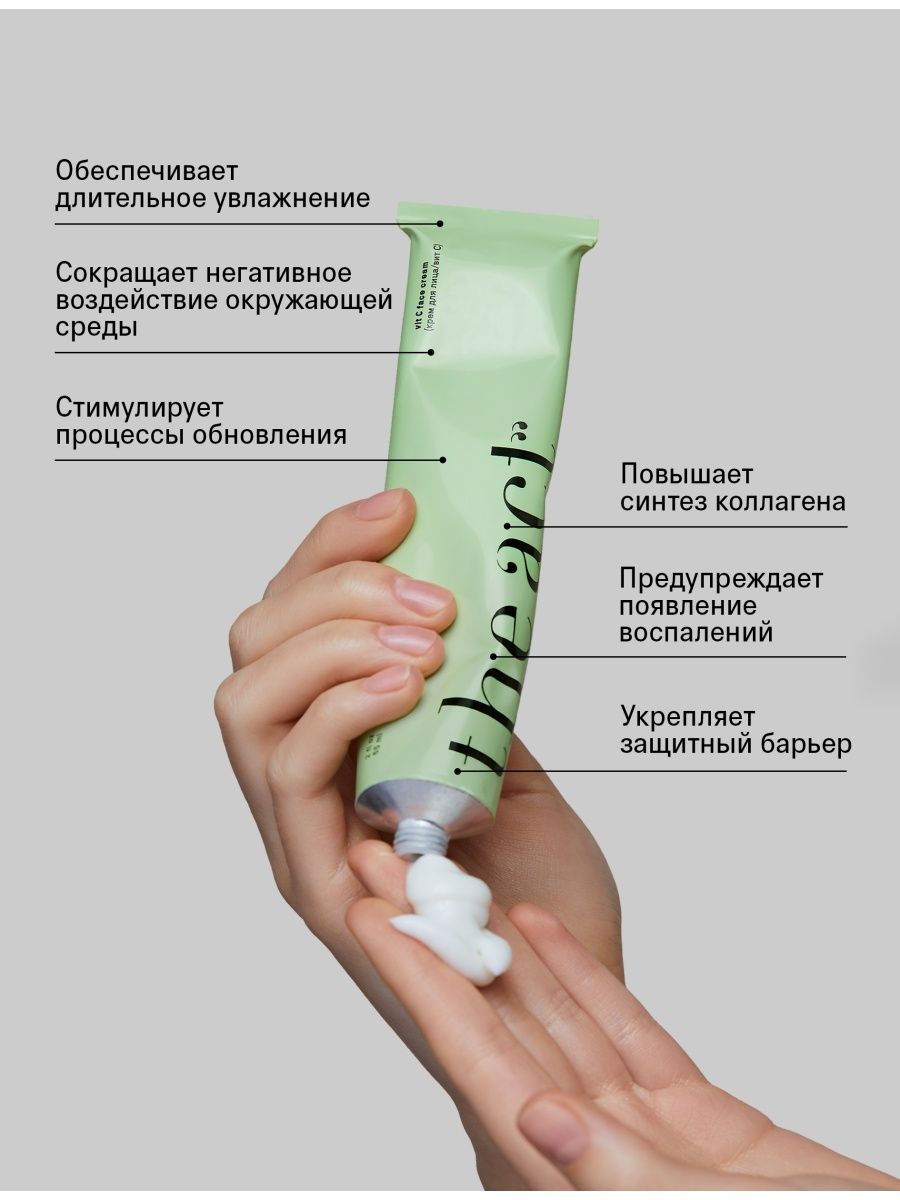 Обеспечивает
длительное увлажнение
Сокращает негативное
воздействие окружающей
среды
Стимулирует
процессы обновления
Повышает
синтез коллагена
Предупреждает
появление
воспалений
Укрепляет
защитный барьер
vit C face cream
(крем для лица/вит С)
the act